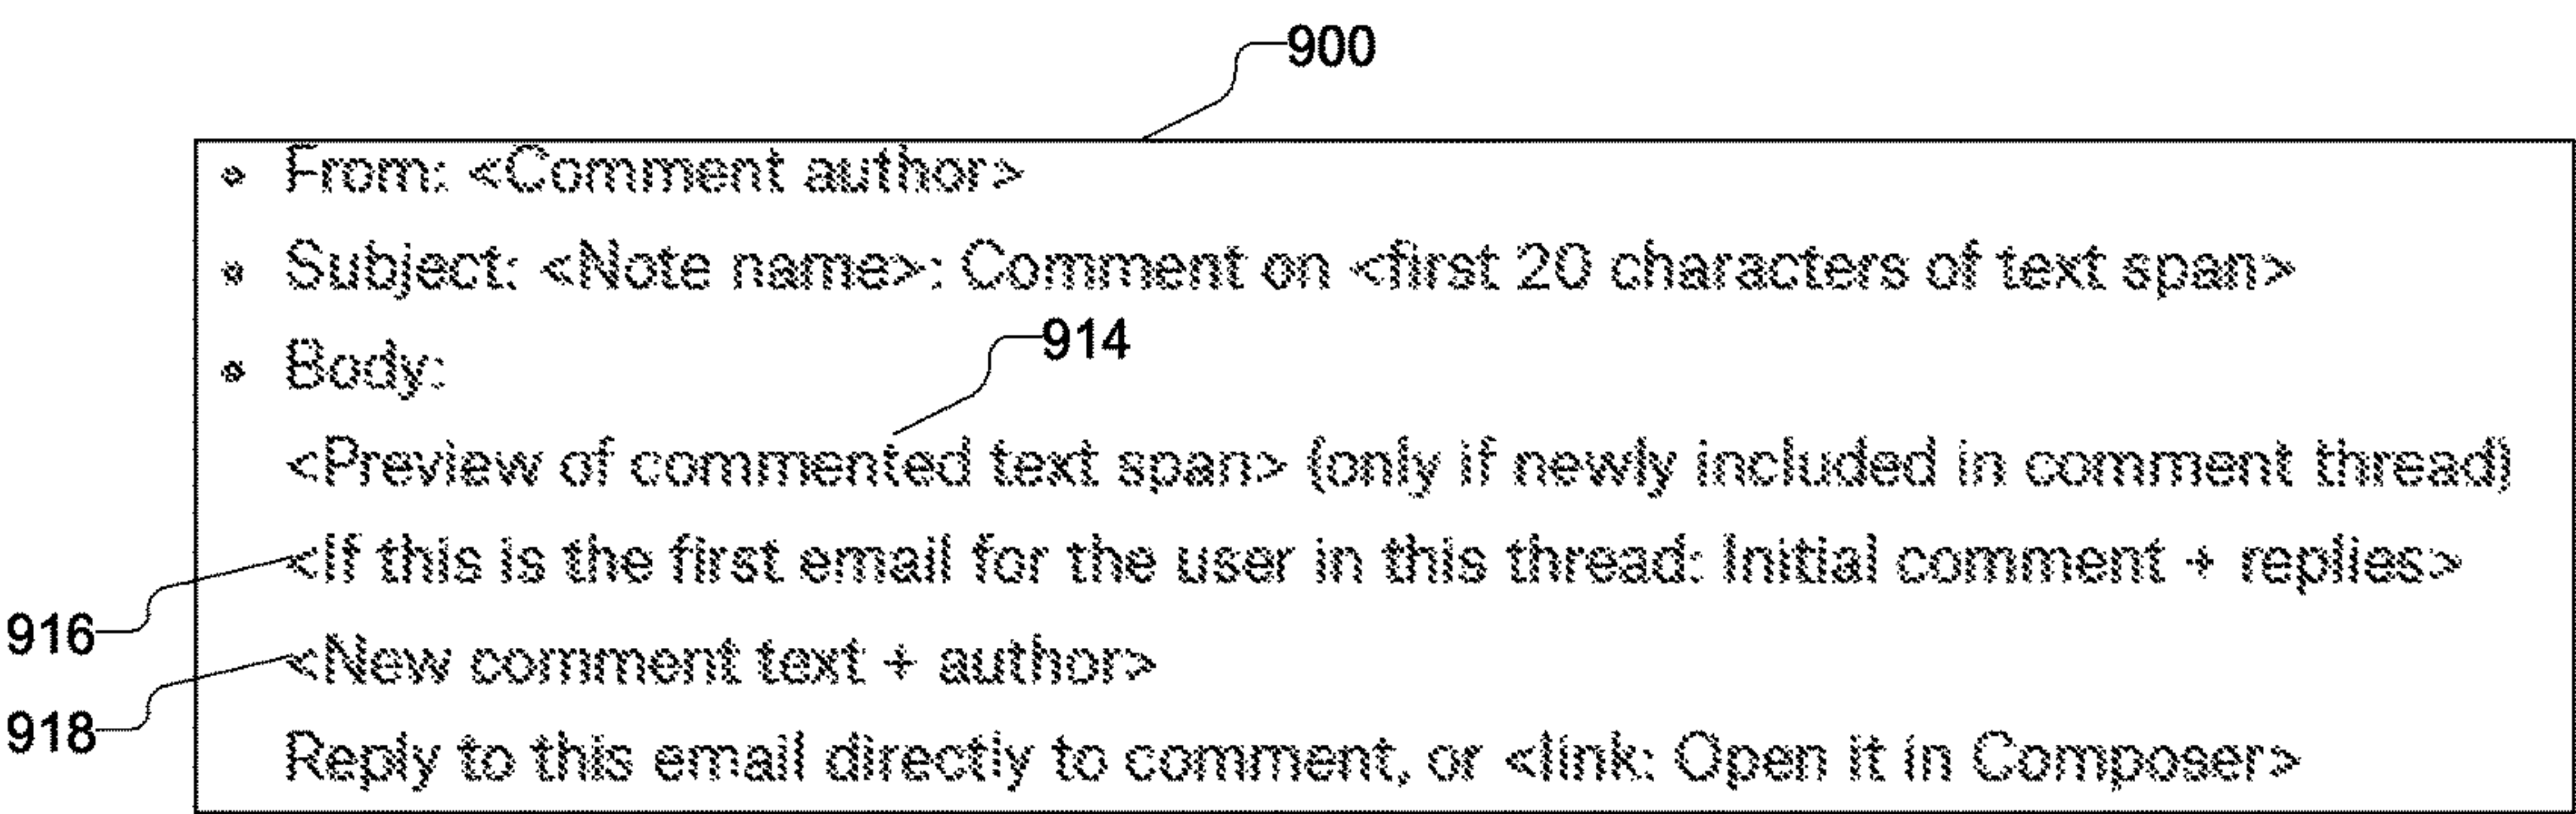 900
• From: <Comment author>
• Subject: <Note name>: Comment on <first 20 characters of text span>
914
• Body:
<Preview of commented text span> (only if newly included in comment thread)
<If this is the first email for the user in this thread: Initial comment + replies>
916
<New comment text + author>
918
Reply to this email directly to comment, or <link: Open it in Composer>